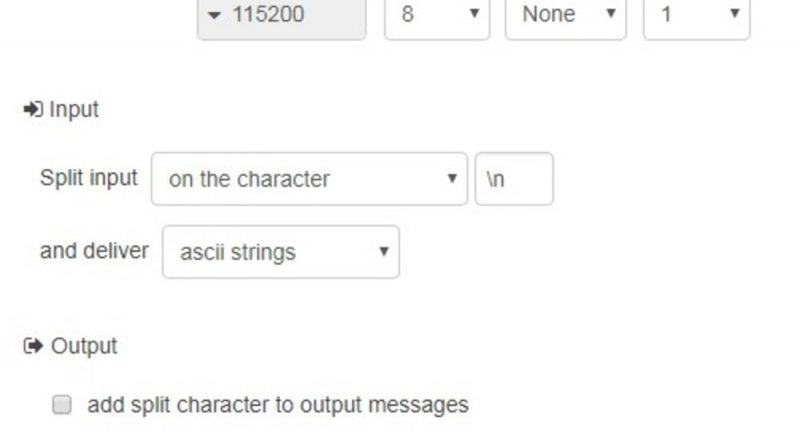 115200 8 None 1
Input
Split input on the character \n
and deliver ascii strings
Output
add split character to output messages